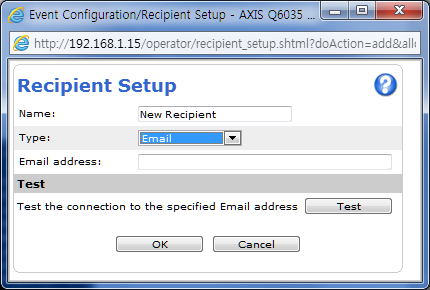 Event Configuration/Recipient Setup - AXIS Q6035 ...
http://192.168.1.15/operator/recipient_setup.shtml?doAction=add&all
Recipient Setup
?
Name: New Recipient
Type: Email
Email address:
Test
Test the connection to the specified Email address Test
OK Cancel